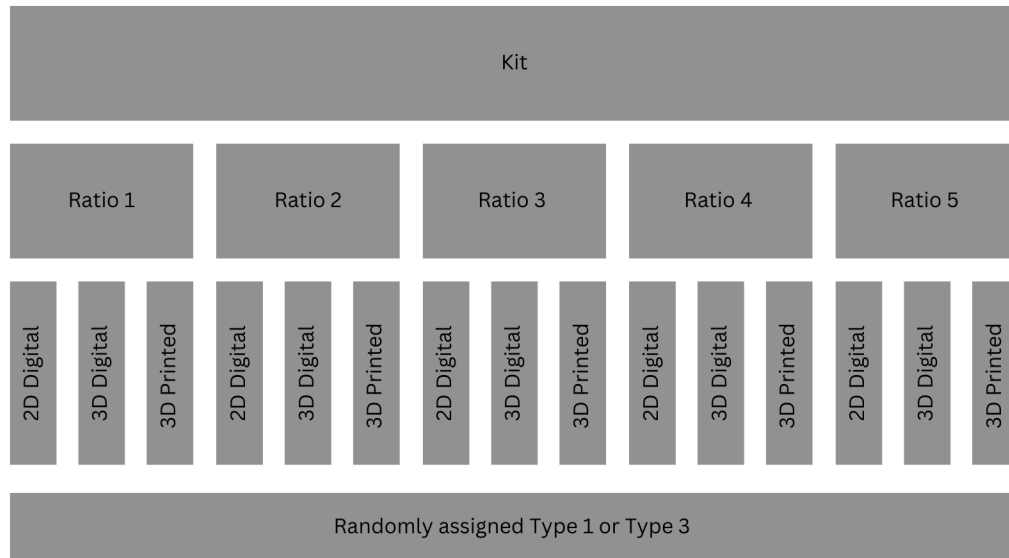 Kit
Ratio 1
Ratio 2
Ratio 3
Ratio 4
Ratio 5
2D Digital
3D Digital
3D Printed
2D Digital
3D Digital
3D Printed
2D Digital
3D Digital
3D Printed
2D Digital
3D Digital
3D Printed
2D Digital
3D Digital
3D Printed
Randomly assigned Type 1 or Type 3